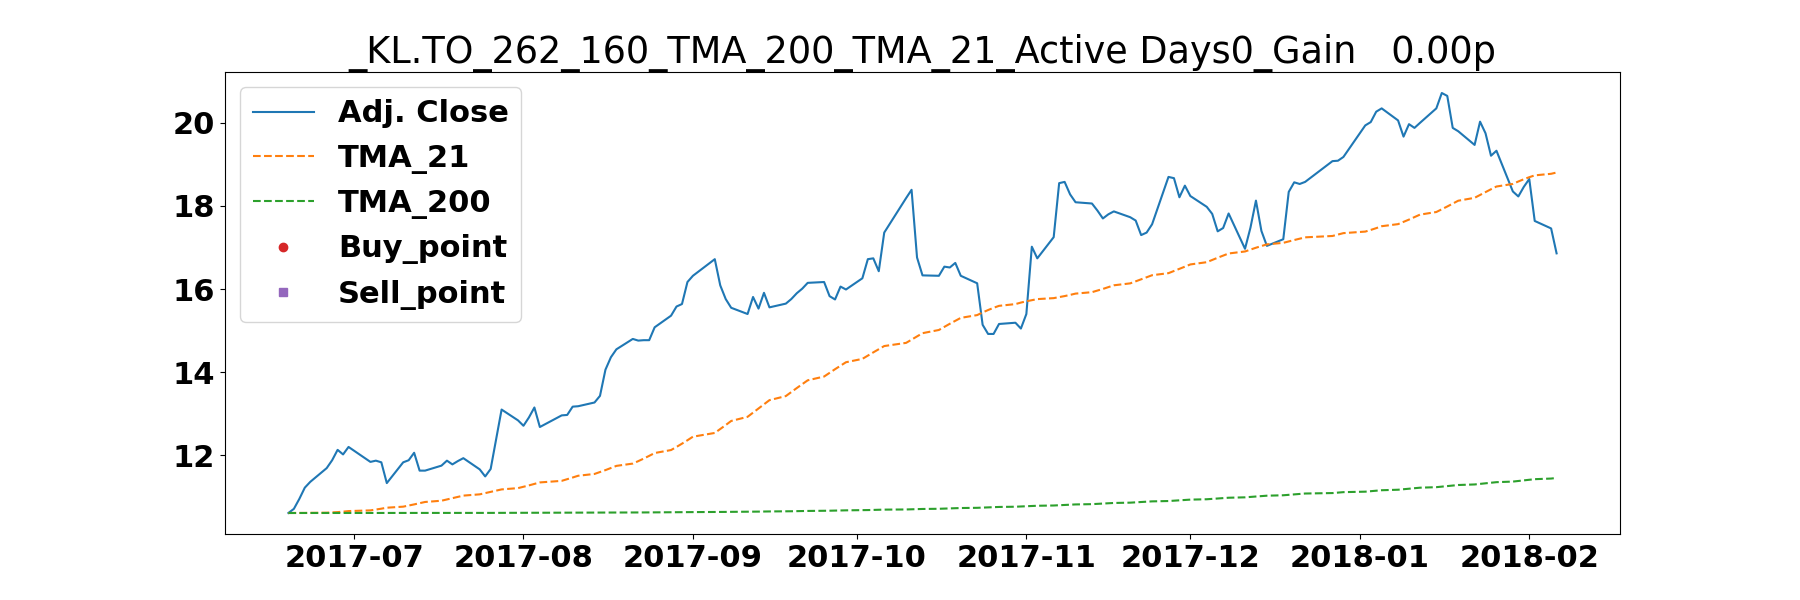 _KL.TO_262_160_TMA_200_TMA_21_Active Days0_Gain   0.00p
Adj. Close
TMA_21
TMA_200
Buy_point
Sell_point
20
18
16
14
12
2017-07 2017-08 2017-09 2017-10 2017-11 2017-12 2018-01 2018-02